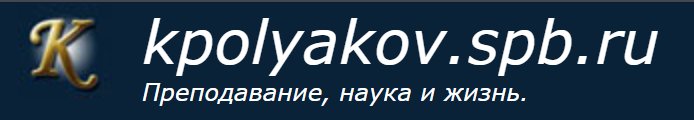 K
kpolyakov.spb.ru
Преподавание, наука и жизнь.